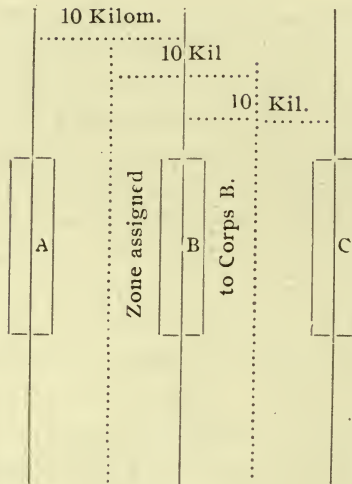 10 Kilom.
10 Kil
10 Kil.
Zone assigned
to Corps B.
A
B
C